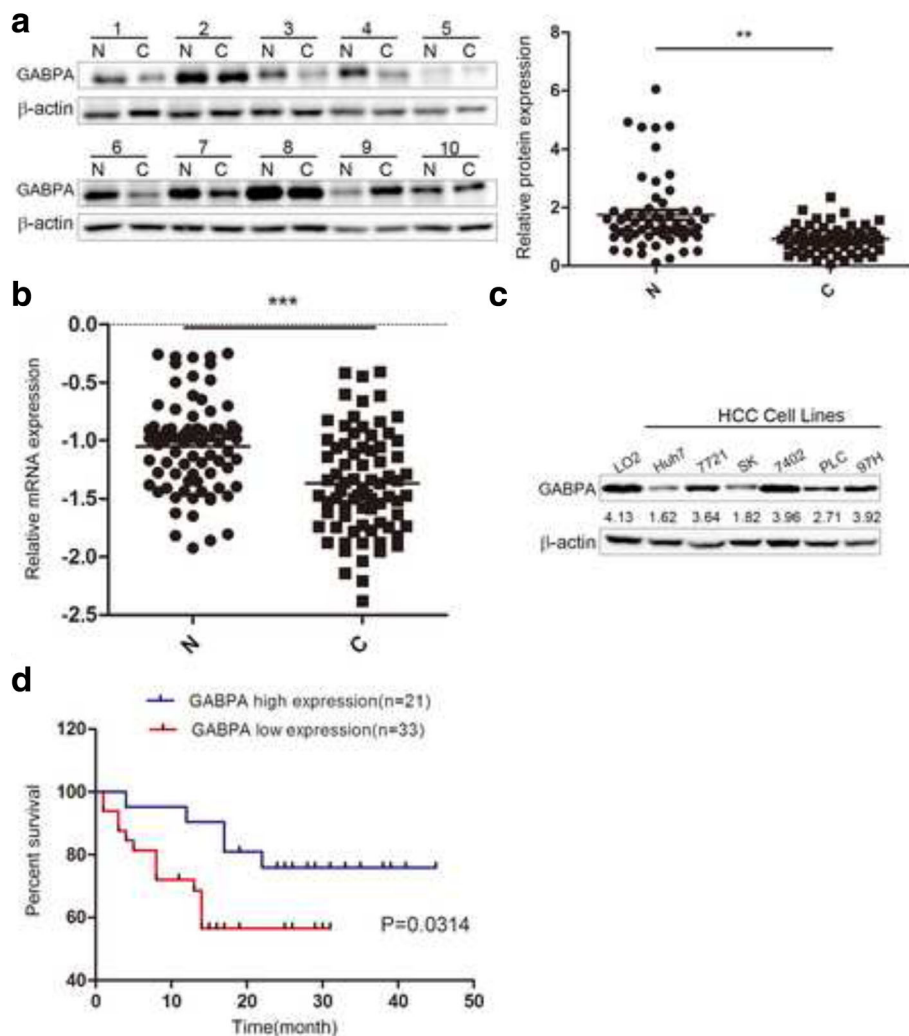 a
1 2 3 4 5
N C N C N C N C N C
GABPA
β-actin
6 7 8 9 10
N C N C N C N C N C
GABPA
β-actin
Relative protein expression
8
6
4
2
0
**
N C
b
Relative mRNA expression
0.0
-0.5
-1.0
-1.5
-2.0
-2.5
***
N C
c
HCC Cell Lines
LO2 Huh7 7721 SK 7402 PLC 97H
GABPA
4.13 1.62 3.64 1.82 3.96 2.71 3.92
β-actin
d
GABPA high expression(n=21)
GABPA low expression(n=33)
Percent survival
120
100
80
60
40
P=0.0314
0 10 20 30 40 50
Time(month)